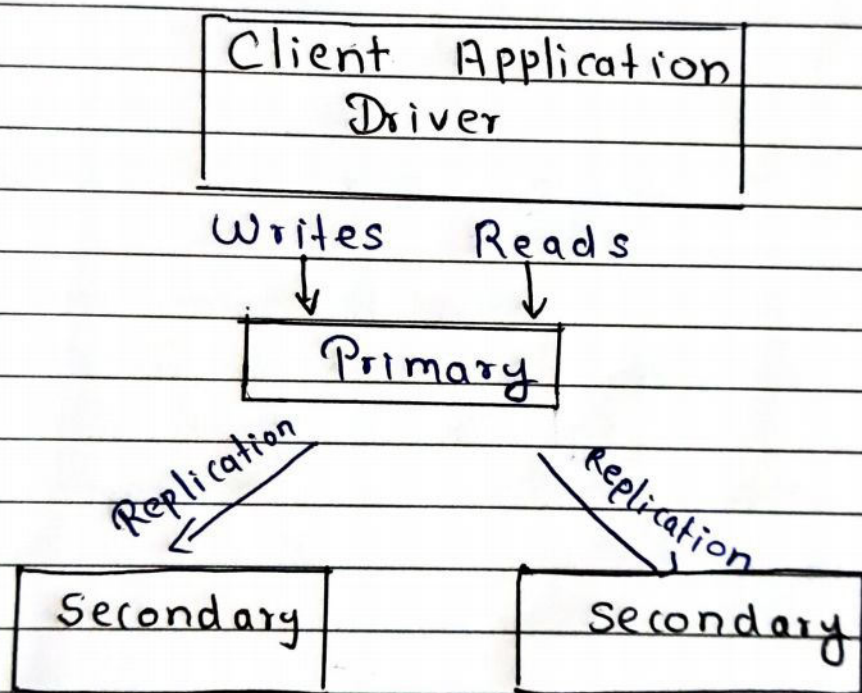 Client Application
Driver
Writes Reads
Primary
Replication Replication
Secondary Secondary